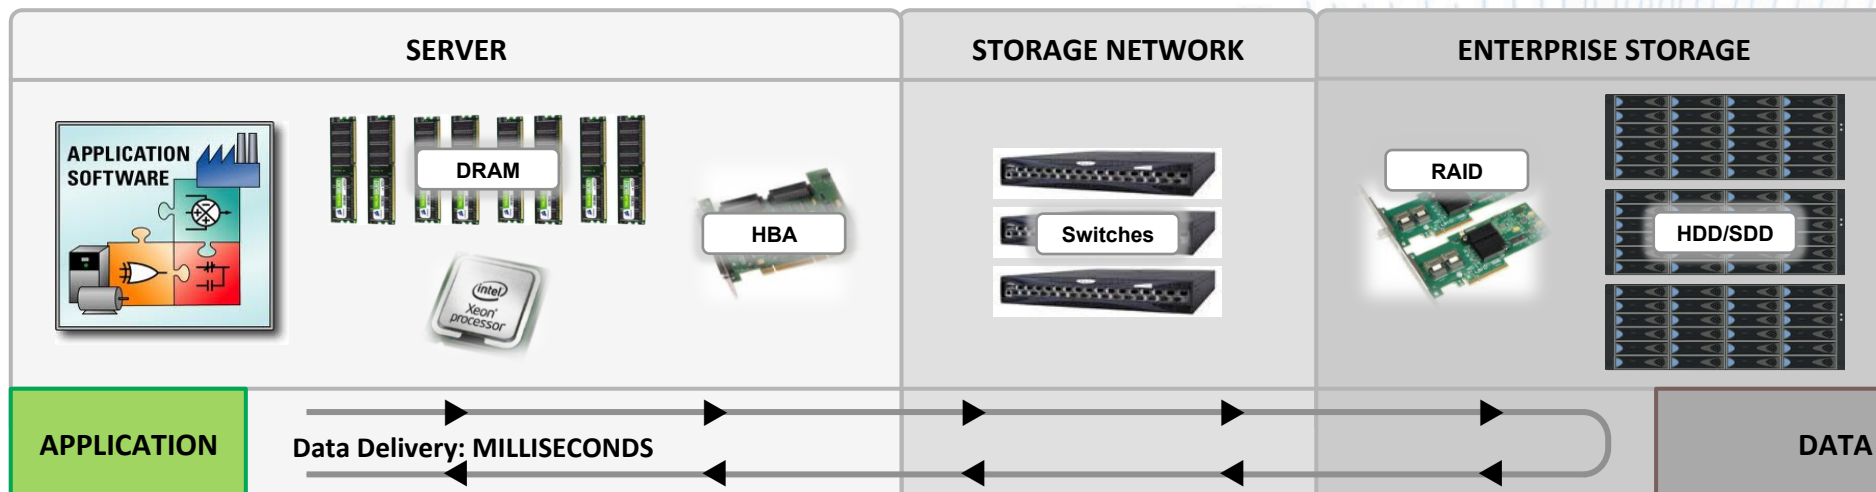 SERVER
STORAGE NETWORK
ENTERPRISE STORAGE
APPLICATION
SOFTWARE
DRAM
HBA
intel
Xeon
processor
Switches
RAID
HDD/SDD
APPLICATION
Data Delivery: MILLISECONDS
DATA